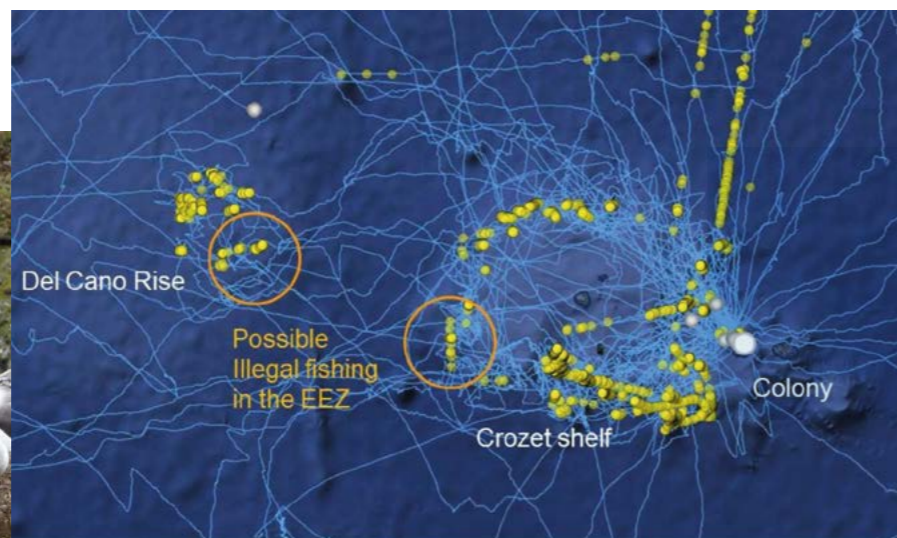 Del Cano Rise
Possible
Illegal fishing
in the EEZ
Colony
Crozet shelf